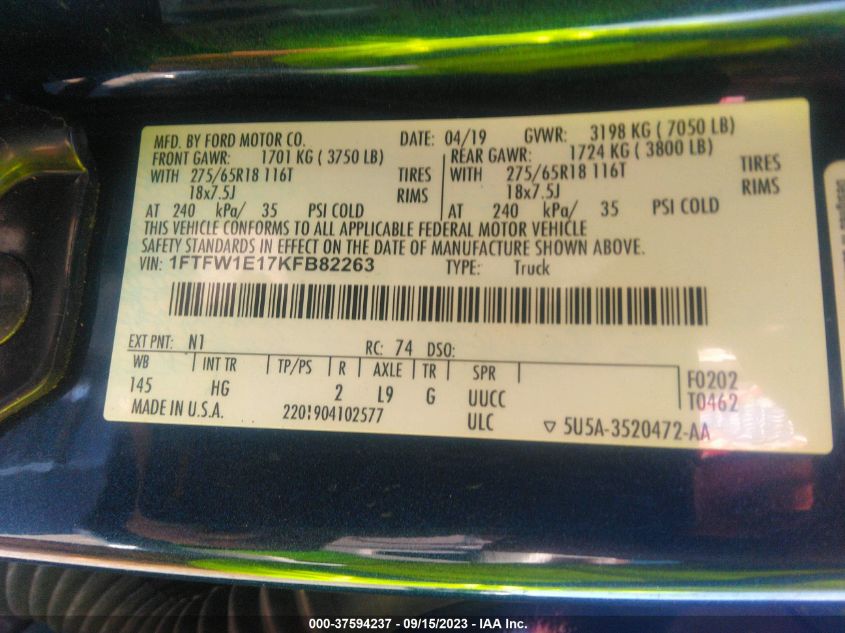 MFD. BY FORD MOTOR CO. DATE: 04/19 GVWR: 3198 KG ( 7050 LB)
FRONT GAWR: 1701 KG ( 3750 LB) REAR GAWR: 1724 KG ( 3800 LB)
WITH 275/65R18 116T TIRES WITH 275/65R18 116T TIRES
18x7.5J RIMS 18x7.5J RIMS
AT 240 kPa/ 35 PSI COLD AT 240 kPa/ 35 PSI COLD
THIS VEHICLE CONFORMS TO ALL APPLICABLE FEDERAL MOTOR VEHICLE
SAFETY STANDARDS IN EFFECT ON THE DATE OF MANUFACTURE SHOWN ABOVE.
VIN: 1FTFW1E17KFB82263 TYPE: Truck
EXT PNT: N1 RC: 74 DSO:
WB INT TR TP/PS R AXLE TR SPR F0202
145 HG 2 L9 G UUCC T0462
MADE IN U.S.A. 220!904102577 ULC ▽ 5U5A-3520472-AA
000-37594237 - 09/15/2023 - IAA Inc.